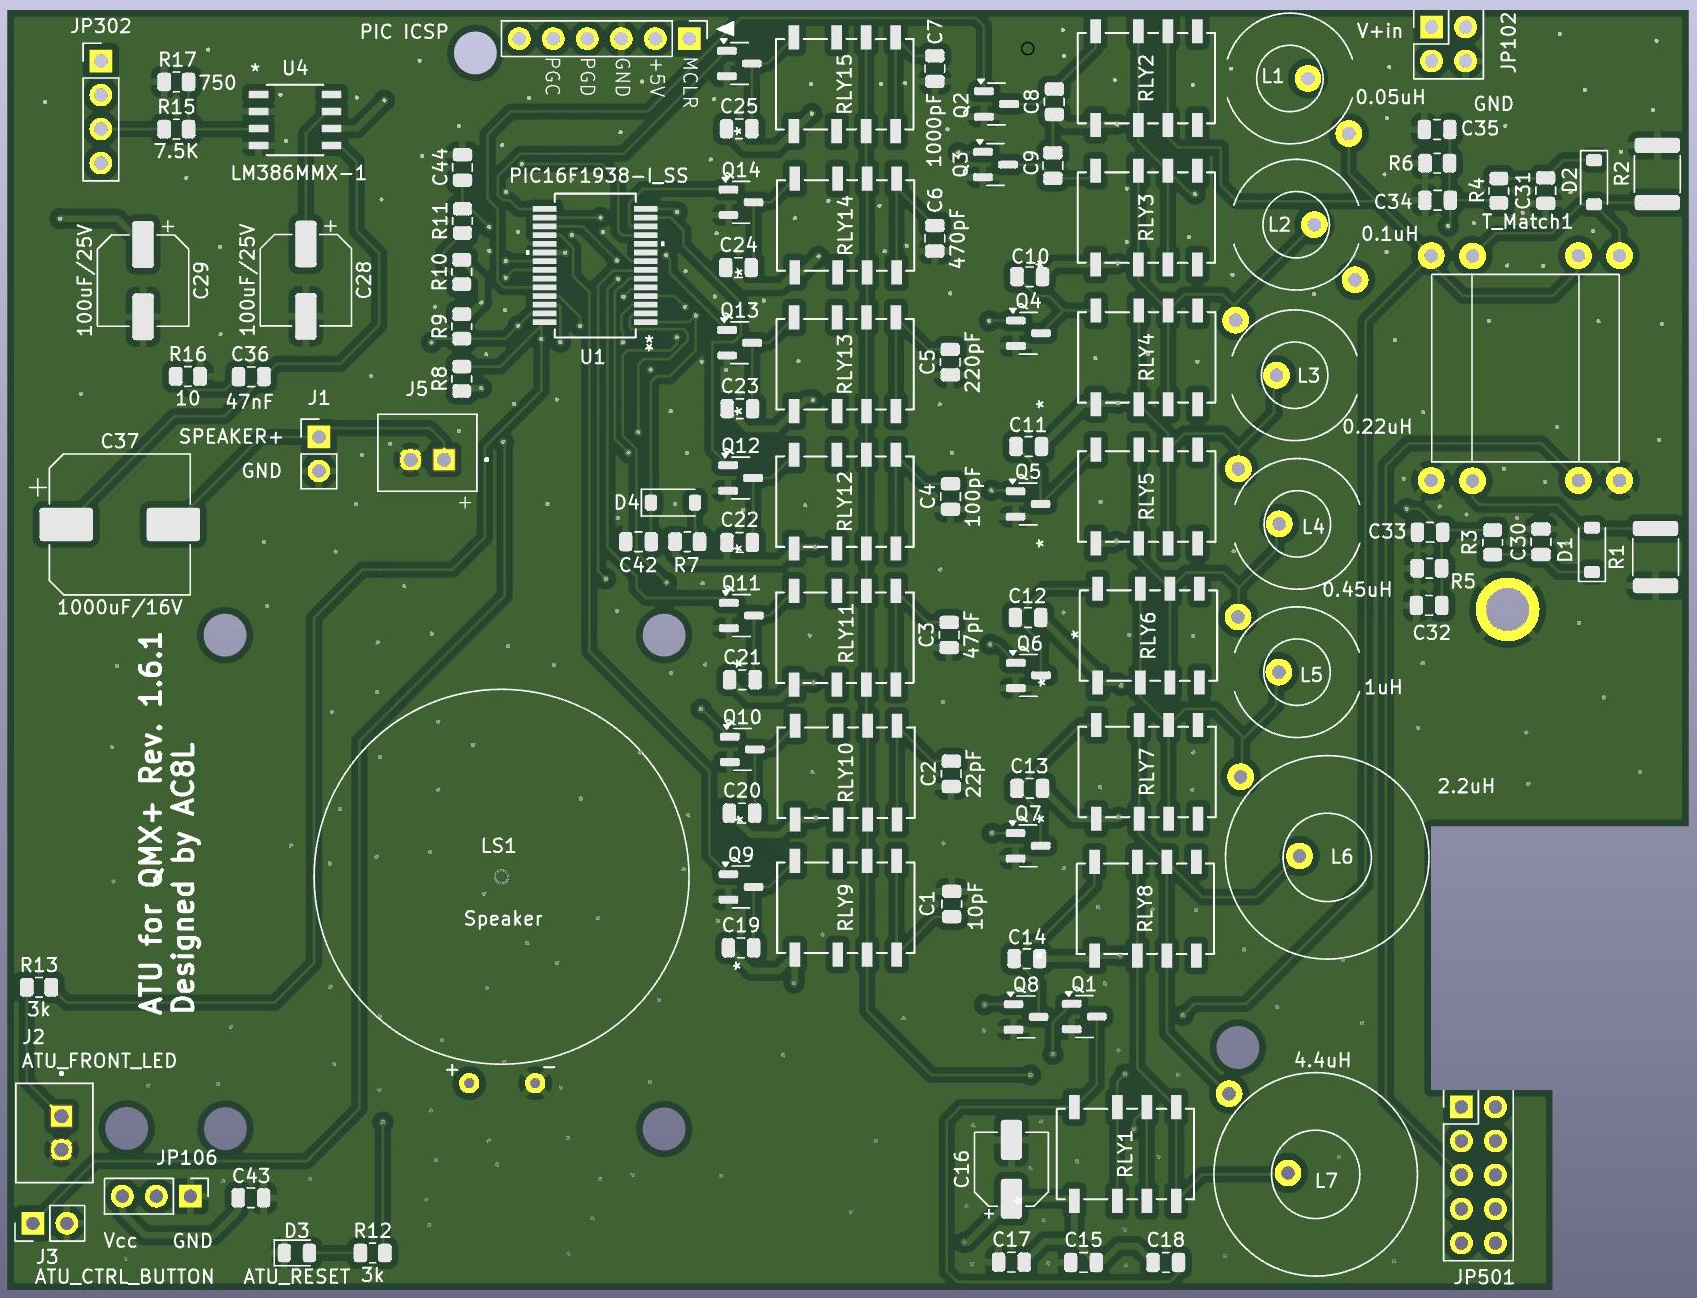 JP302
PIC ICSP
MCLR
+5V
GND
PGD
PGC
R17
750
R15
7.5K
*
U4
LM386MMX-1
100uF/25V
+
C29
100uF/25V
+
C28
C44
R11
R10
R9
R8
PIC16F1938-I_SS
U1
**
R16
10
C36
47nF
J1
SPEAKER+
GND
J5
+
C37
+
1000uF/16V
ATU for QMX+ Rev. 1.6.1
Designed by AC8L
D4
C42
R7
LS1
Speaker
+
-
R13
3k
J2
ATU_FRONT_LED
JP106
C43
Vcc
GND
J3
ATU_CTRL_BUTTON
D3
R12
ATU_RESET
3k
C25
*
Q14
C24
*
Q13
C23
*
Q12
C22
*
Q11
C21
*
Q10
C20
*
Q9
C19
*
RLY15
RLY14
RLY13
RLY12
RLY11
RLY10
RLY9
C7
1000pF
C6
470pF
C5
220pF
C4
100pF
C3
47pF
C2
22pF
C1
10pF
Q2
C8
Q3
C9
C10
*
Q4
*
C11
Q5
*
C12
Q6
*
*
C13
Q7
*
C14
Q8
Q1
RLY2
RLY3
RLY4
RLY5
RLY6
RLY7
RLY8
RLY1
C16
+
C17
C15
C18
L1
0.05uH
L2
0.1uH
L3
0.22uH
L4
0.45uH
L5
1uH
L6
2.2uH
L7
4.4uH
V+in
JP102
GND
C35
R6
C34
R4
C31
D2
R2
T_Match1
C33
R3
C30
D1
R1
R5
C32
JP501